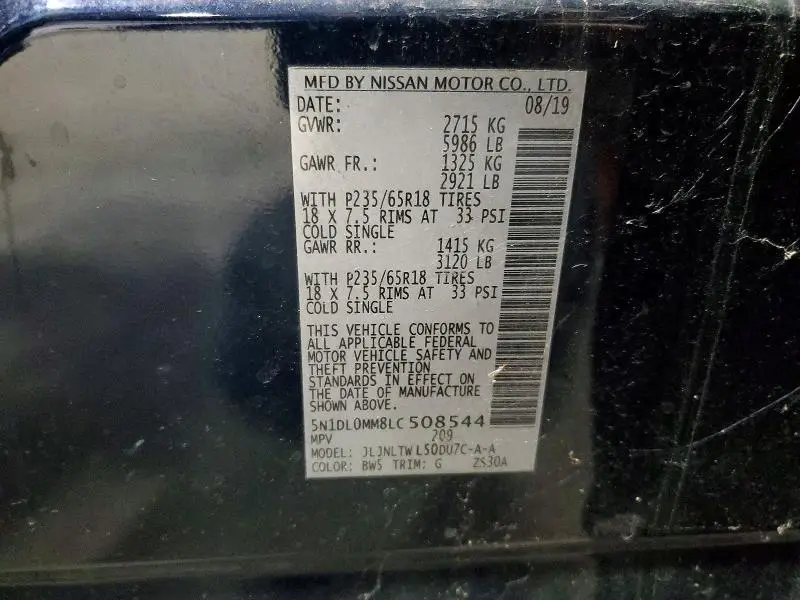 MFD BY NISSAN MOTOR CO., LTD.
DATE: 08/19
GVWR: 2715 KG
5986 LB
GAWR FR.: 1325 KG
2921 LB
WITH P235/65R18 TIRES
18 X 7.5 RIMS AT 33 PSI
COLD SINGLE
GAWR RR.: 1415 KG
3120 LB
WITH P235/65R18 TIRES
18 X 7.5 RIMS AT 33 PSI
COLD SINGLE
THIS VEHICLE CONFORMS TO
ALL APPLICABLE FEDERAL
MOTOR VEHICLE SAFETY AND
THEFT PREVENTION
STANDARDS IN EFFECT ON
THE DATE OF MANUFACTURE
SHOWN ABOVE.
5N1DL0MM8LC508544
MPV 209
MODEL: JLJNLTWL50DU7C-A-A
COLOR: BW5 TRIM: G ZS30A